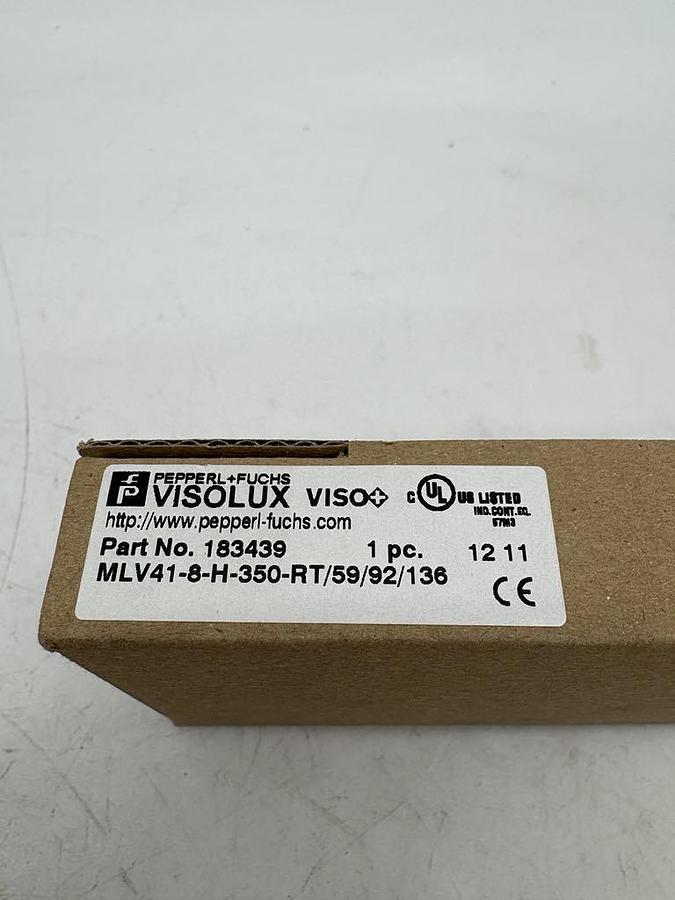 PEPPERL+FUCHS
VISOLUX VISO+ C UL US LISTED
IND.CONT.EQ.
57M3
http://www.pepperl-fuchs.com
Part No. 183439 1 pc. 12 11
MLV41-8-H-350-RT/59/92/136
CE